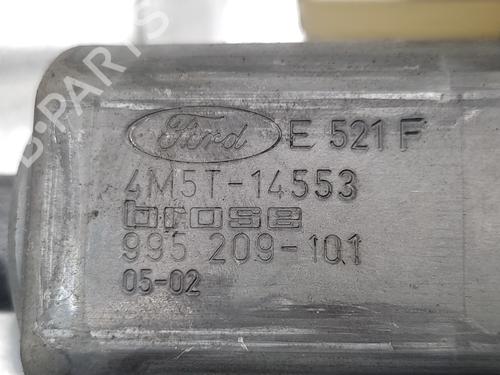 B-PARTS
Ford E 521 F
4M5T-14553
brose
995 209-101
05-02